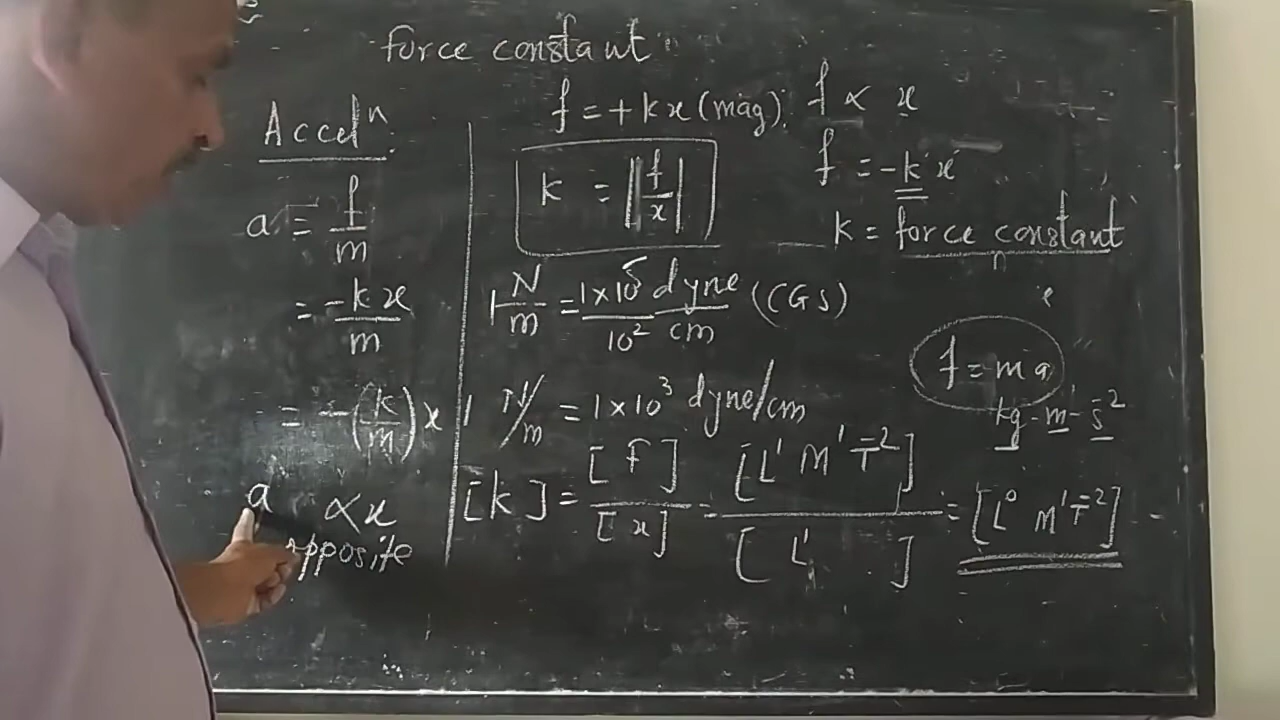 force constant
Accelⁿ.
a = f/m
= -kx/m
= -(k/m)x
a ∝ x
opposite
f = +kx (mag).
k = |f/x|
1 N/m = 1×10⁵ dyne/10² cm (CGS)
1 N/m = 1×10³ dyne/cm
[k] = [F]/[x] = [L¹ M¹ T⁻²]/[L¹] = [L⁰ M¹ T⁻²]
f ∝ x
f = -kx
k = force constant
f = ma
kg-m-s⁻²